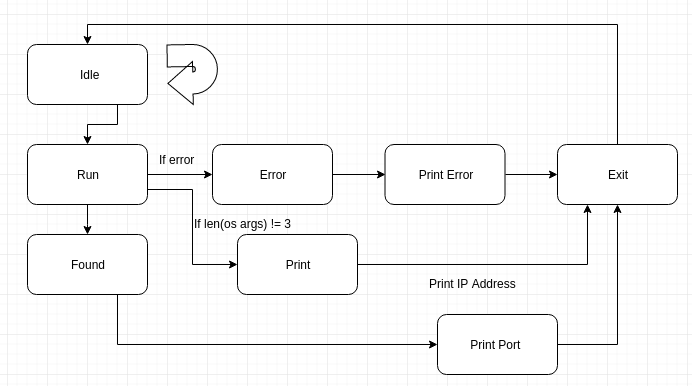 Idle
If error
Run
Error
Print Error
Exit
If len(os args) != 3
Found
Print
Print IP Address
Print Port